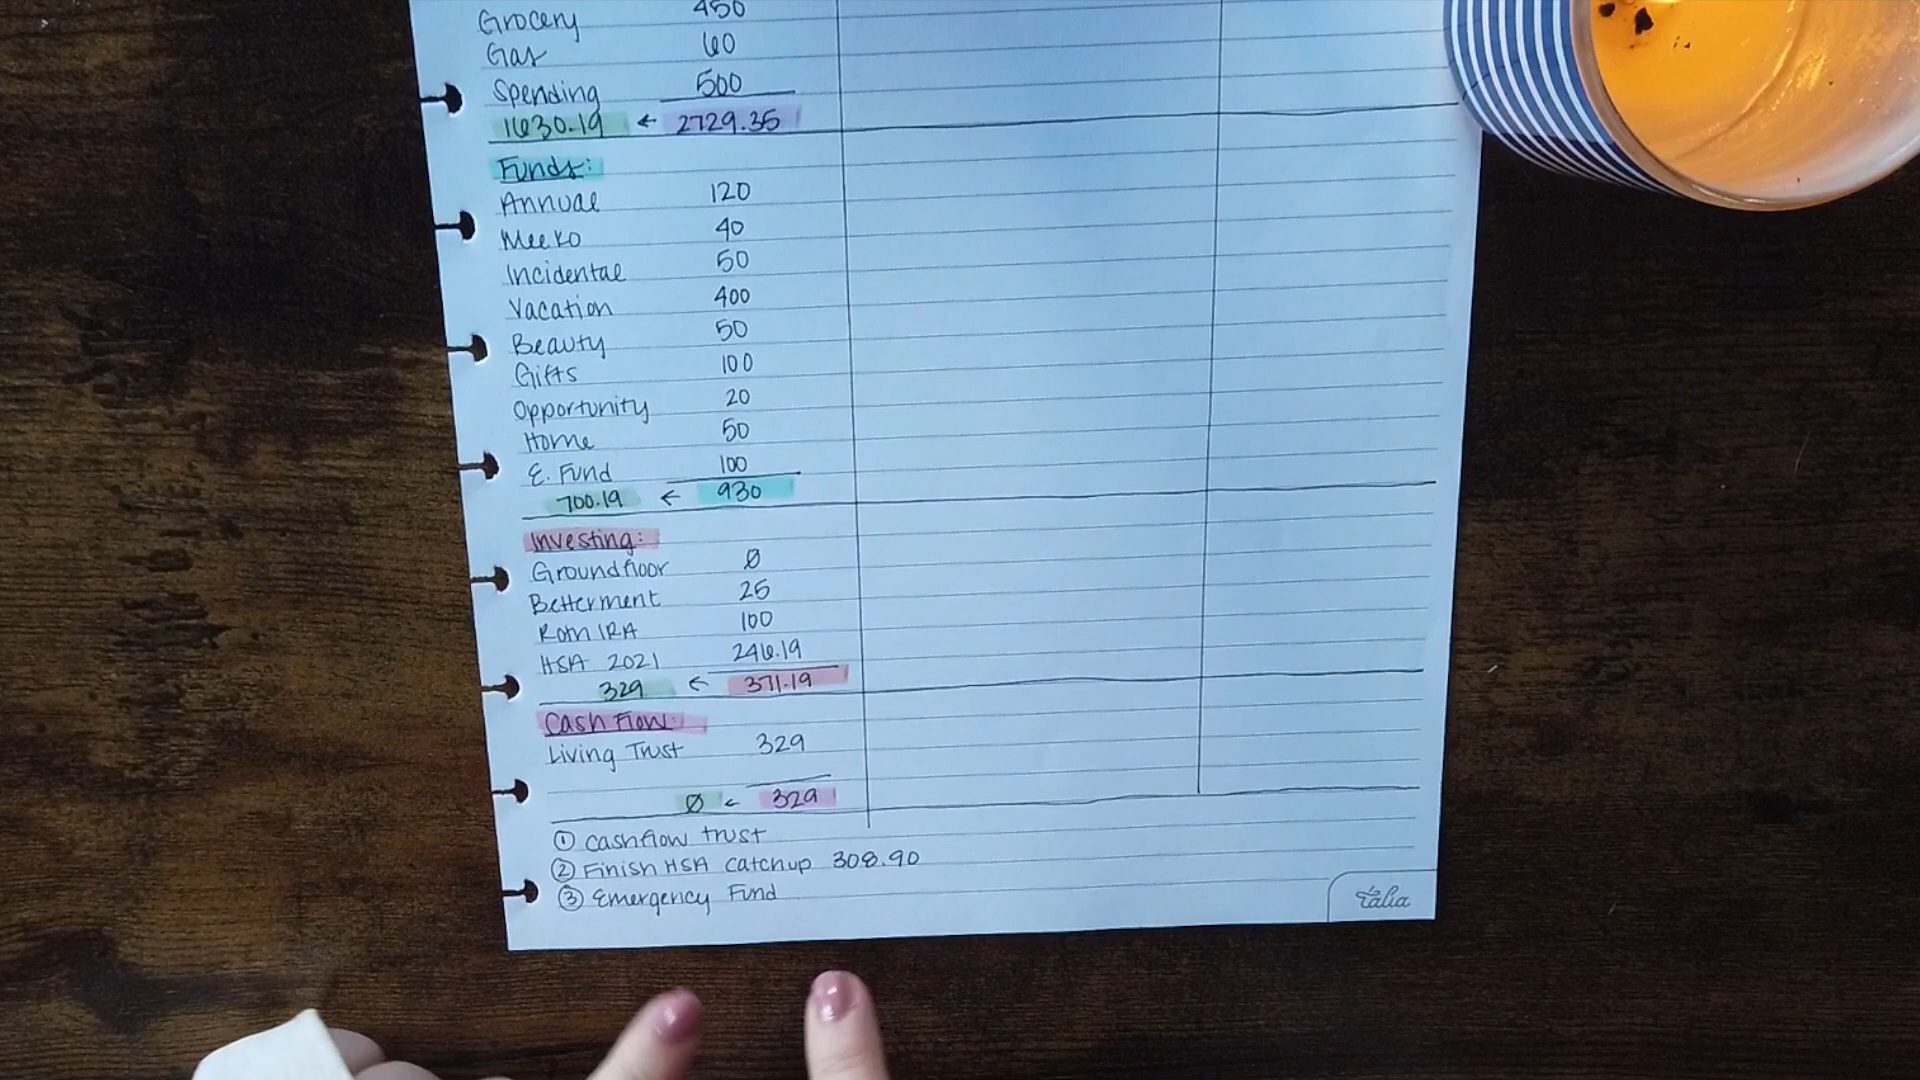 Grocery 450
Gas 60
Spending 500
1630.19 ← 2729.35
Funds:
Annual 120
Meeko 40
Incidental 50
Vacation 400
Beauty 50
Gifts 100
Opportunity 20
Home 50
E. Fund 100
700.19 ← 930
Investing:
Groundfloor Ø
Betterment 25
Roth IRA 100
HSA 2021 246.19
329 ← 371.19
Cash Flow:
Living Trust 329
Ø ← 329
① Cashflow trust
② Finish HSA catchup 308.90
③ Emergency Fund
talia